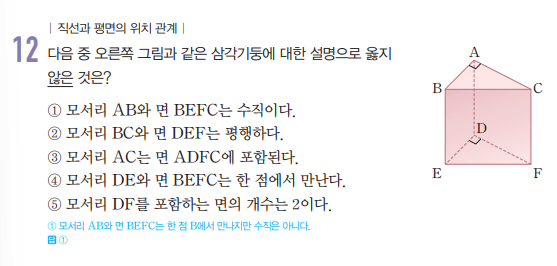 | 직선과 평면의 위치 관계 |
12 다음 중 오른쪽 그림과 같은 삼각기둥에 대한 설명으로 옳지
않은 것은?
① 모서리 AB와 면 BEFC는 수직이다.
② 모서리 BC와 면 DEF는 평행하다.
③ 모서리 AC는 면 ADFC에 포함된다.
④ 모서리 DE와 면 BEFC는 한 점에서 만난다.
⑤ 모서리 DF를 포함하는 면의 개수는 2이다.
① 모서리 AB와 면 BEFC는 한 점 B에서 만나지만 수직은 아니다.
답 ①
A
B
C
D
E
F